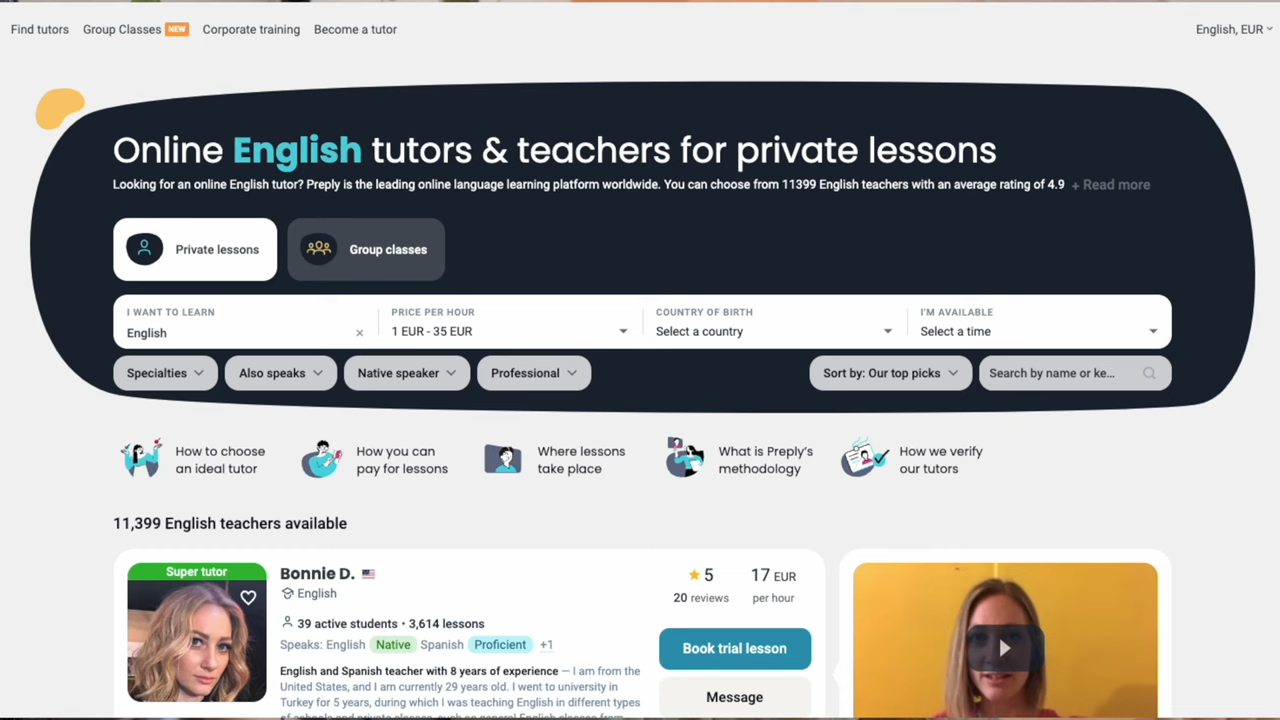 Find tutors Group Classes NEW Corporate training Become a tutor English, EUR
Online English tutors & teachers for private lessons
Looking for an online English tutor? Preply is the leading online language learning platform worldwide. You can choose from 11399 English teachers with an average rating of 4.9 + Read more
Private lessons Group classes
I WANT TO LEARN PRICE PER HOUR COUNTRY OF BIRTH I'M AVAILABLE
English × 1 EUR - 35 EUR Select a country Select a time
Specialties Also speaks Native speaker Professional Sort by: Our top picks Search by name or ke...
How to choose How you can Where lessons What is Preply's How we verify
an ideal tutor pay for lessons take place methodology our tutors
11,399 English teachers available
Super tutor Bonnie D. 5 17 EUR
English
20 reviews per hour
39 active students • 3,614 lessons
Speaks: English Native Spanish Proficient +1
Book trial lesson
English and Spanish teacher with 8 years of experience — I am from the
United States, and I am currently 29 years old. I went to university in
Turkey for 5 years, during which I was teaching English in different types
Message